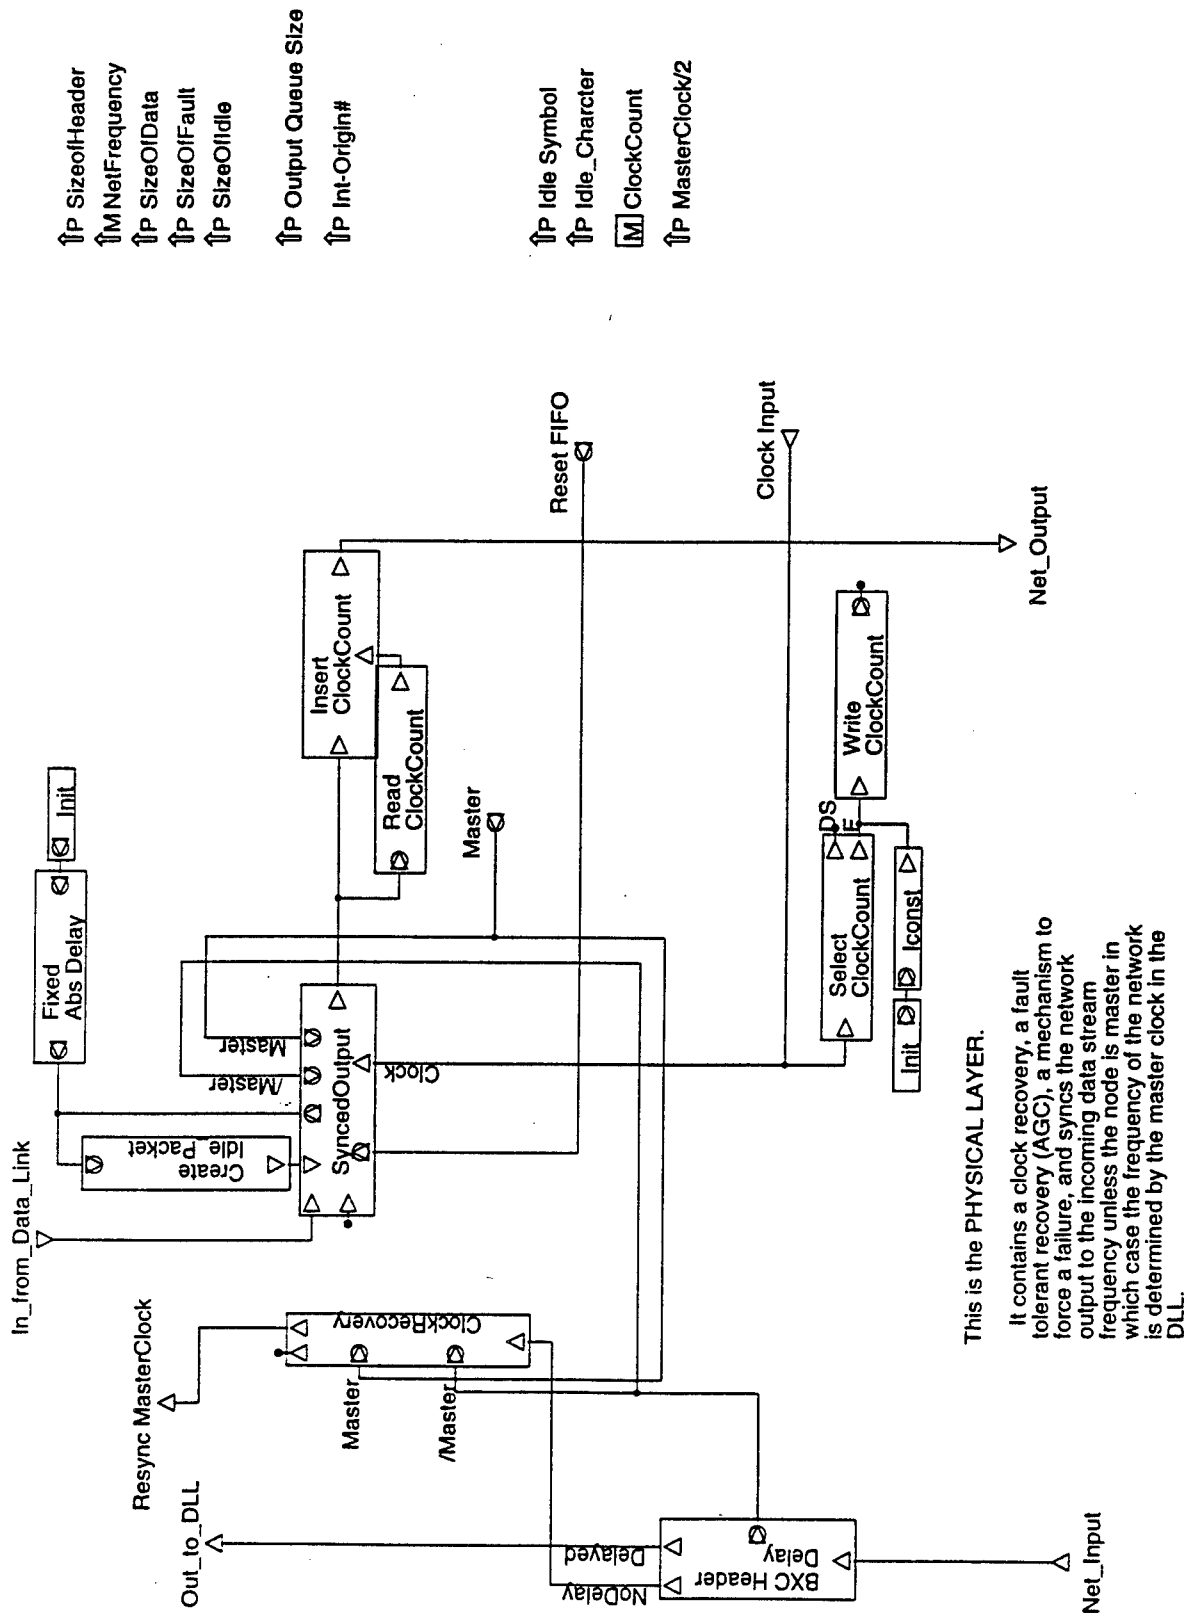 In_from_Data_Link
Resync MasterClock
Out_to_DLL
Fixed
Abs Delay
Init
Create
Idle_Packet
/Master
Master
SyncedOutput
Clock
ClockRecovery
Master
/Master
Insert
ClockCount
Read
ClockCount
Master
Reset FIFO
Clock Input
Select
ClockCount
DS
F
Write
ClockCount
Init
Iconst
Net_Output
NoDelay
Delayed
BXC Header
Delay
Net_Input
⇑P SizeofHeader
⇑M NetFrequency
⇑P SizeOfData
⇑P SizeOfFault
⇑P SizeOfIdle
⇑P Output Queue Size
⇑P Int-Origin#
⇑P Idle Symbol
⇑P Idle_Charcter
M ClockCount
⇑P MasterClock/2
This is the PHYSICAL LAYER.
It contains a clock recovery, a fault
tolerant recovery (AGC), a mechanism to
force a failure, and syncs the network
output to the incoming data stream
frequency unless the node is master in
which case the frequency of the network
is determined by the master clock in the
DLL.